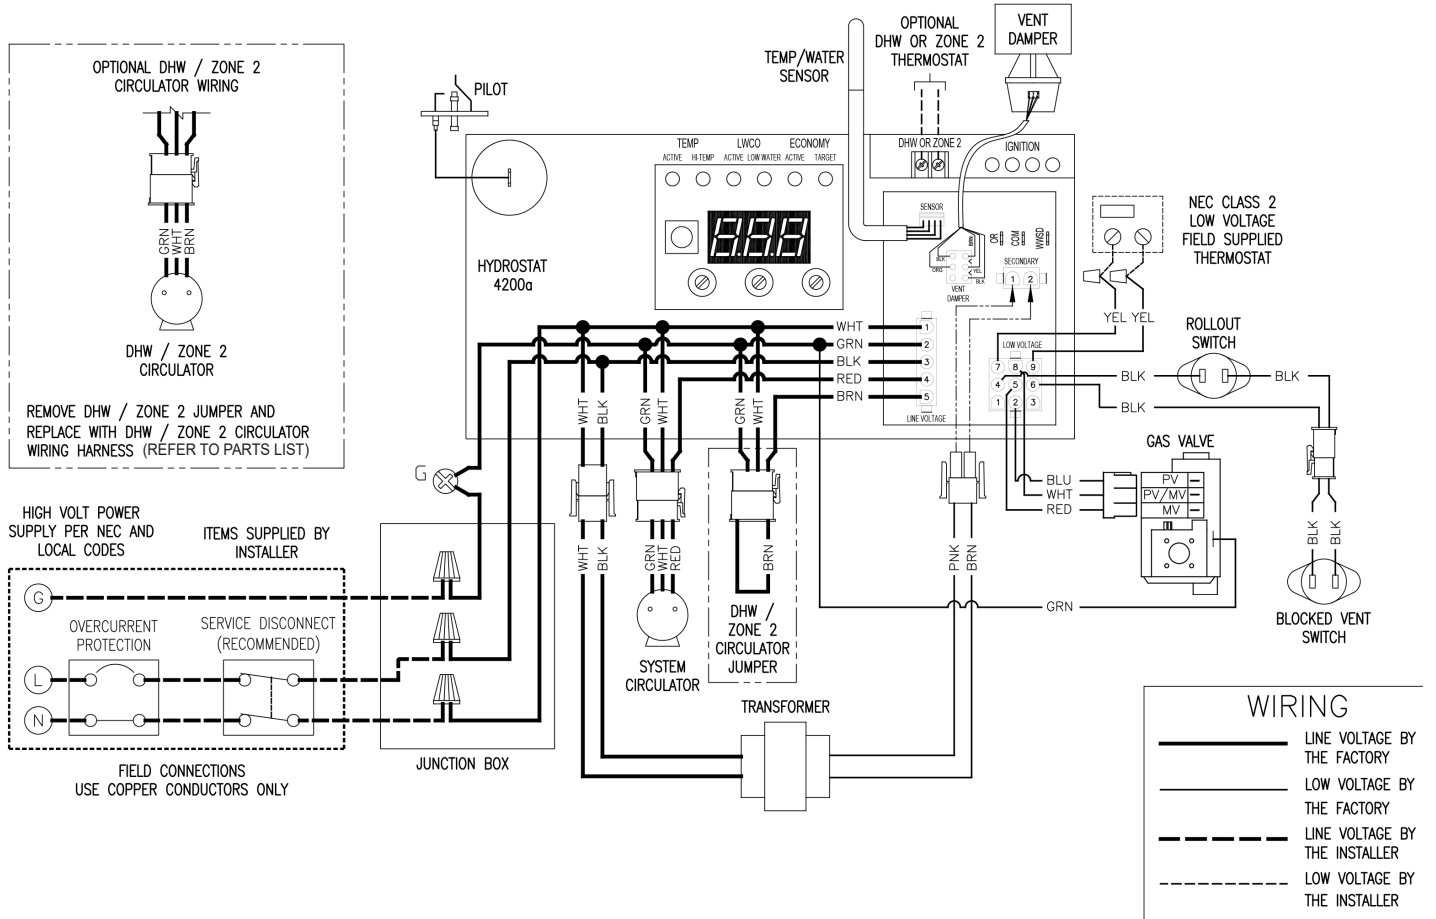 OPTIONAL DHW / ZONE 2
CIRCULATOR WIRING
GRN
WHT
BRN
DHW / ZONE 2
CIRCULATOR
REMOVE DHW / ZONE 2 JUMPER AND
REPLACE WITH DHW / ZONE 2 CIRCULATOR
WIRING HARNESS (REFER TO PARTS LIST)
PILOT
HYDROSTAT
4200a
TEMP/WATER
SENSOR
OPTIONAL
DHW OR ZONE 2
THERMOSTAT
VENT
DAMPER
TEMP
LWCO
ECONOMY
ACTIVE
HI-TEMP
ACTIVE
LOW WATER
ACTIVE
TARGET
888
DHW OR ZONE 2
IGNITION
SENSOR
BRN
BLK
ORG
YEL
BLK
VENT
DAMPER
OR
COM
WWSD
SECONDARY
1
2
NEC CLASS 2
LOW VOLTAGE
FIELD SUPPLIED
THERMOSTAT
YEL
YEL
ROLLOUT
SWITCH
WHT
GRN
BLK
RED
BRN
1
2
3
4
5
LINE VOLTAGE
LOW VOLTAGE
7
8
9
4
5
6
1
2
3
BLK
BLK
BLK
WHT
BLK
GRN
WHT
GRN
WHT
G
GAS VALVE
BLU
WHT
RED
PV
PV/MV
MV
BLK
BLK
BLOCKED VENT
SWITCH
HIGH VOLT POWER
SUPPLY PER NEC AND
LOCAL CODES
ITEMS SUPPLIED BY
INSTALLER
WHT
BLK
GRN
WHT
RED
BRN
PNK
BRN
G
OVERCURRENT
PROTECTION
SERVICE DISCONNECT
(RECOMMENDED)
L
N
GRN
DHW /
ZONE 2
CIRCULATOR
JUMPER
SYSTEM
CIRCULATOR
TRANSFORMER
JUNCTION BOX
FIELD CONNECTIONS
USE COPPER CONDUCTORS ONLY
WIRING
LINE VOLTAGE BY
THE FACTORY
LOW VOLTAGE BY
THE FACTORY
LINE VOLTAGE BY
THE INSTALLER
LOW VOLTAGE BY
THE INSTALLER